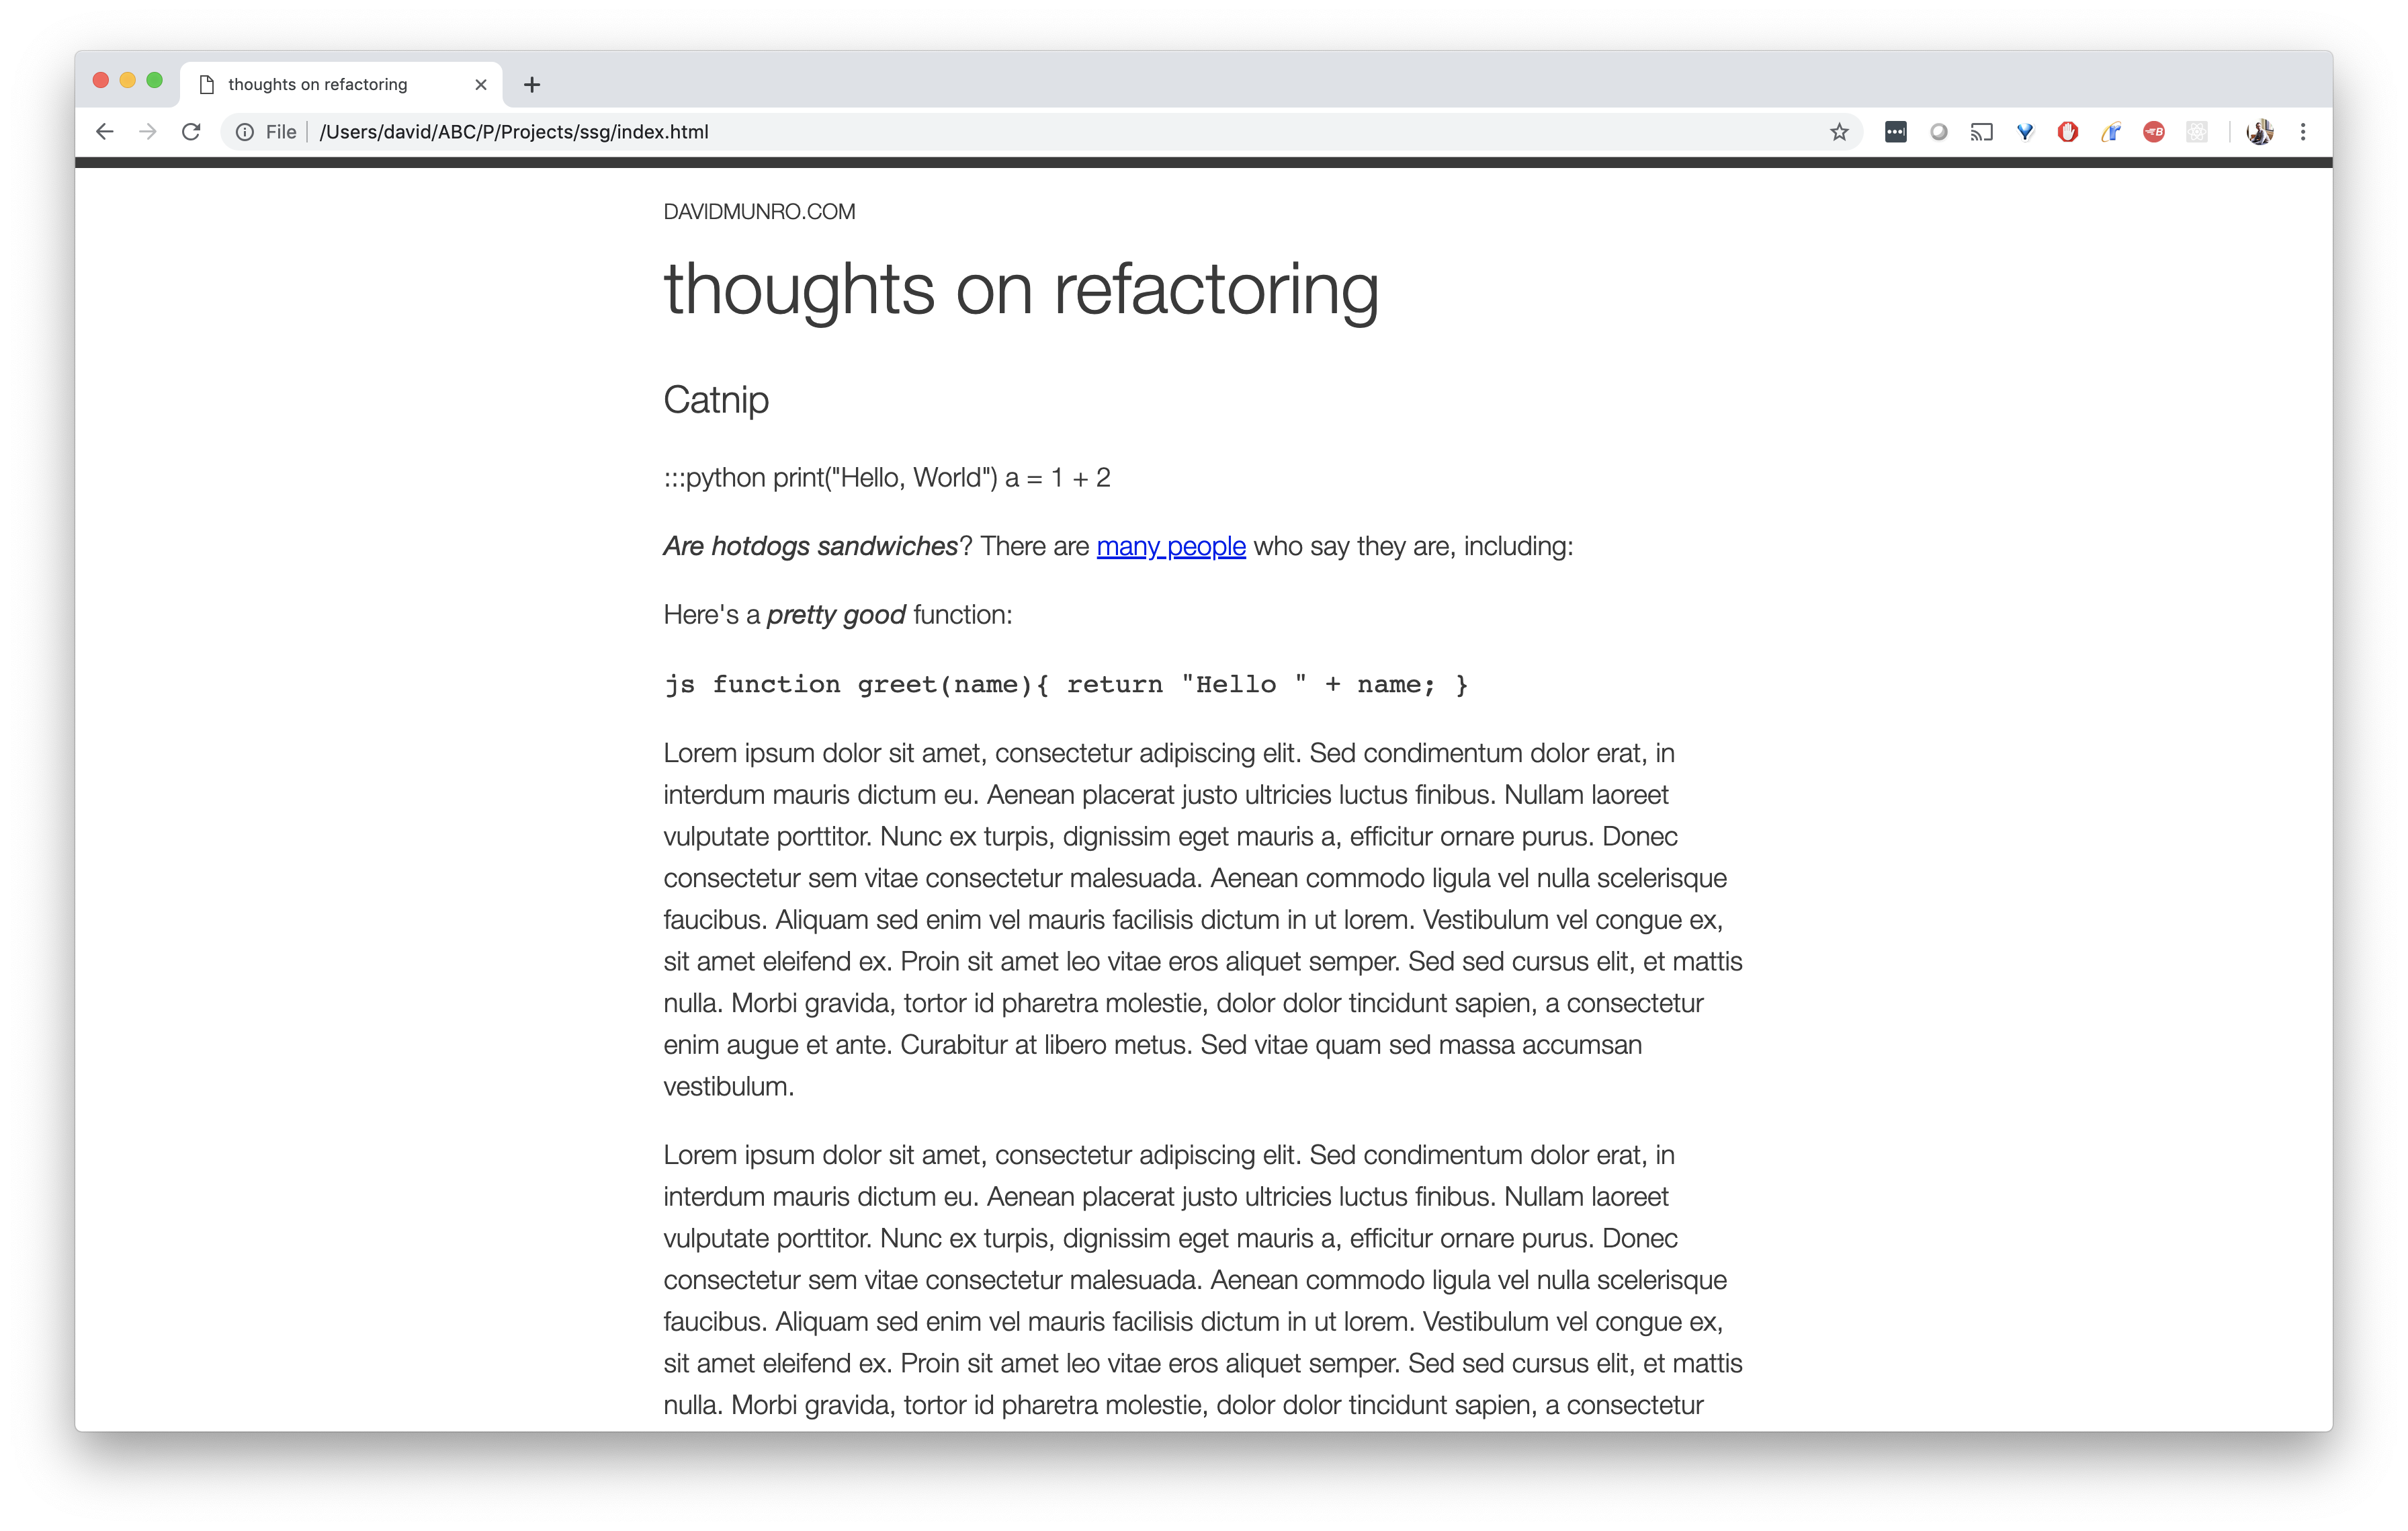 thoughts on refactoring
File /Users/david/ABC/P/Projects/ssg/index.html
DAVIDMUNRO.COM
thoughts on refactoring
Catnip
:::python print("Hello, World") a = 1 + 2
Are hotdogs sandwiches? There are many people who say they are, including:
Here's a pretty good function:
js function greet(name){ return "Hello " + name; }
Lorem ipsum dolor sit amet, consectetur adipiscing elit. Sed condimentum dolor erat, in
interdum mauris dictum eu. Aenean placerat justo ultricies luctus finibus. Nullam laoreet
vulputate porttitor. Nunc ex turpis, dignissim eget mauris a, efficitur ornare purus. Donec
consectetur sem vitae consectetur malesuada. Aenean commodo ligula vel nulla scelerisque
faucibus. Aliquam sed enim vel mauris facilisis dictum in ut lorem. Vestibulum vel congue ex,
sit amet eleifend ex. Proin sit amet leo vitae eros aliquet semper. Sed sed cursus elit, et mattis
nulla. Morbi gravida, tortor id pharetra molestie, dolor dolor tincidunt sapien, a consectetur
enim augue et ante. Curabitur at libero metus. Sed vitae quam sed massa accumsan
vestibulum.
Lorem ipsum dolor sit amet, consectetur adipiscing elit. Sed condimentum dolor erat, in
interdum mauris dictum eu. Aenean placerat justo ultricies luctus finibus. Nullam laoreet
vulputate porttitor. Nunc ex turpis, dignissim eget mauris a, efficitur ornare purus. Donec
consectetur sem vitae consectetur malesuada. Aenean commodo ligula vel nulla scelerisque
faucibus. Aliquam sed enim vel mauris facilisis dictum in ut lorem. Vestibulum vel congue ex,
sit amet eleifend ex. Proin sit amet leo vitae eros aliquet semper. Sed sed cursus elit, et mattis
nulla. Morbi gravida, tortor id pharetra molestie, dolor dolor tincidunt sapien, a consectetur